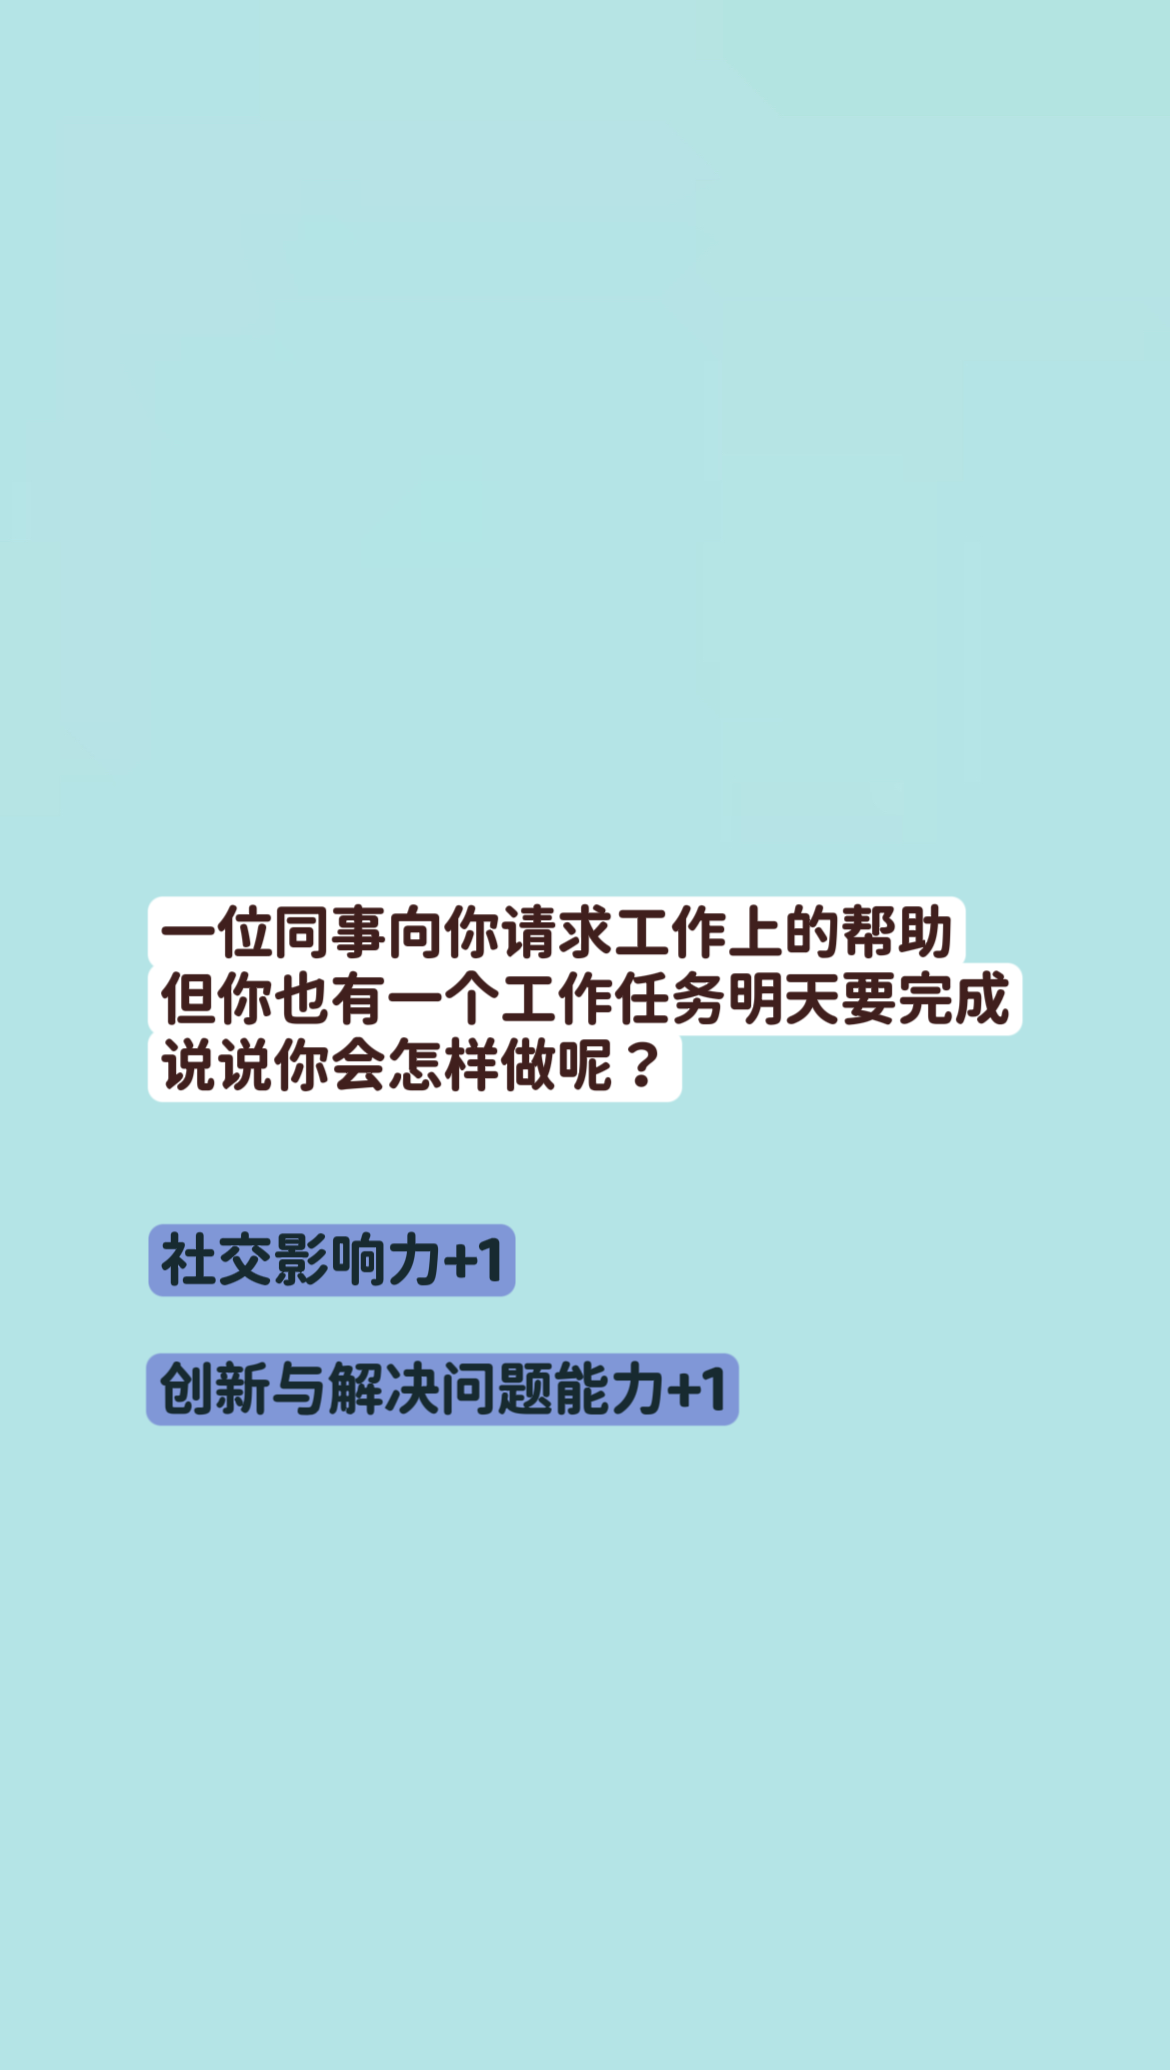 一位同事向你请求工作上的帮助
但你也有一个工作任务明天要完成
说说你会怎样做呢？
社交影响力+1
创新与解决问题能力+1